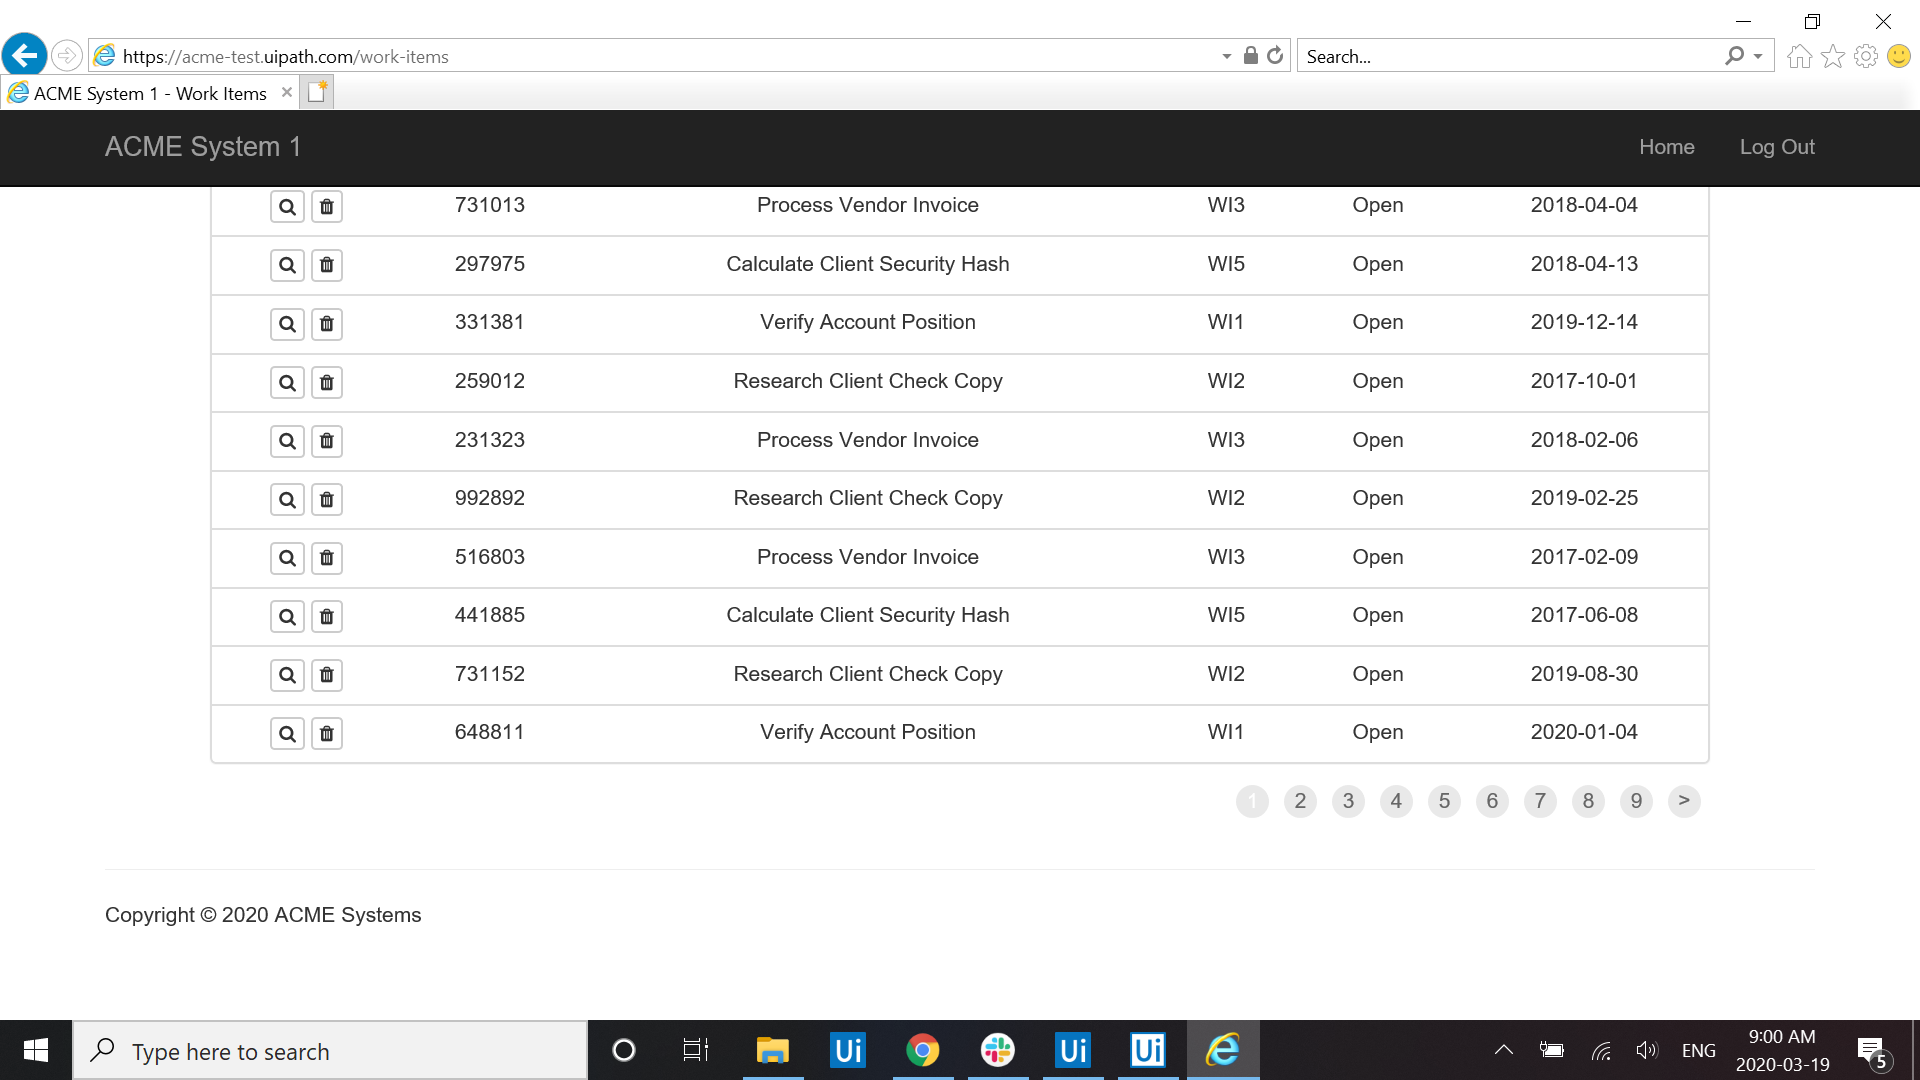 https://acme-test.uipath.com/work-items
Search...
ACME System 1 - Work Items
ACME System 1
Home
Log Out
731013 Process Vendor Invoice WI3 Open 2018-04-04
297975 Calculate Client Security Hash WI5 Open 2018-04-13
331381 Verify Account Position WI1 Open 2019-12-14
259012 Research Client Check Copy WI2 Open 2017-10-01
231323 Process Vendor Invoice WI3 Open 2018-02-06
992892 Research Client Check Copy WI2 Open 2019-02-25
516803 Process Vendor Invoice WI3 Open 2017-02-09
441885 Calculate Client Security Hash WI5 Open 2017-06-08
731152 Research Client Check Copy WI2 Open 2019-08-30
648811 Verify Account Position WI1 Open 2020-01-04
1 2 3 4 5 6 7 8 9 >
Copyright © 2020 ACME Systems
Type here to search
Ui
Ui
Ui
ENG
9:00 AM
2020-03-19
5